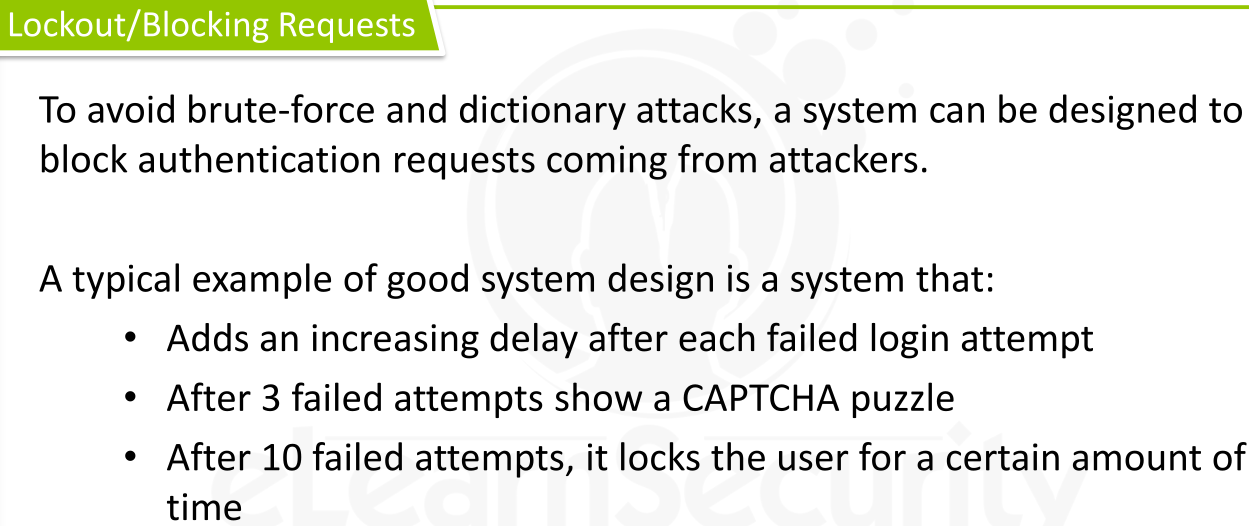 Lockout/Blocking Requests
To avoid brute-force and dictionary attacks, a system can be designed to
block authentication requests coming from attackers.
A typical example of good system design is a system that:
• Adds an increasing delay after each failed login attempt
• After 3 failed attempts show a CAPTCHA puzzle
• After 10 failed attempts, it locks the user for a certain amount of
time
eLearnSecurity